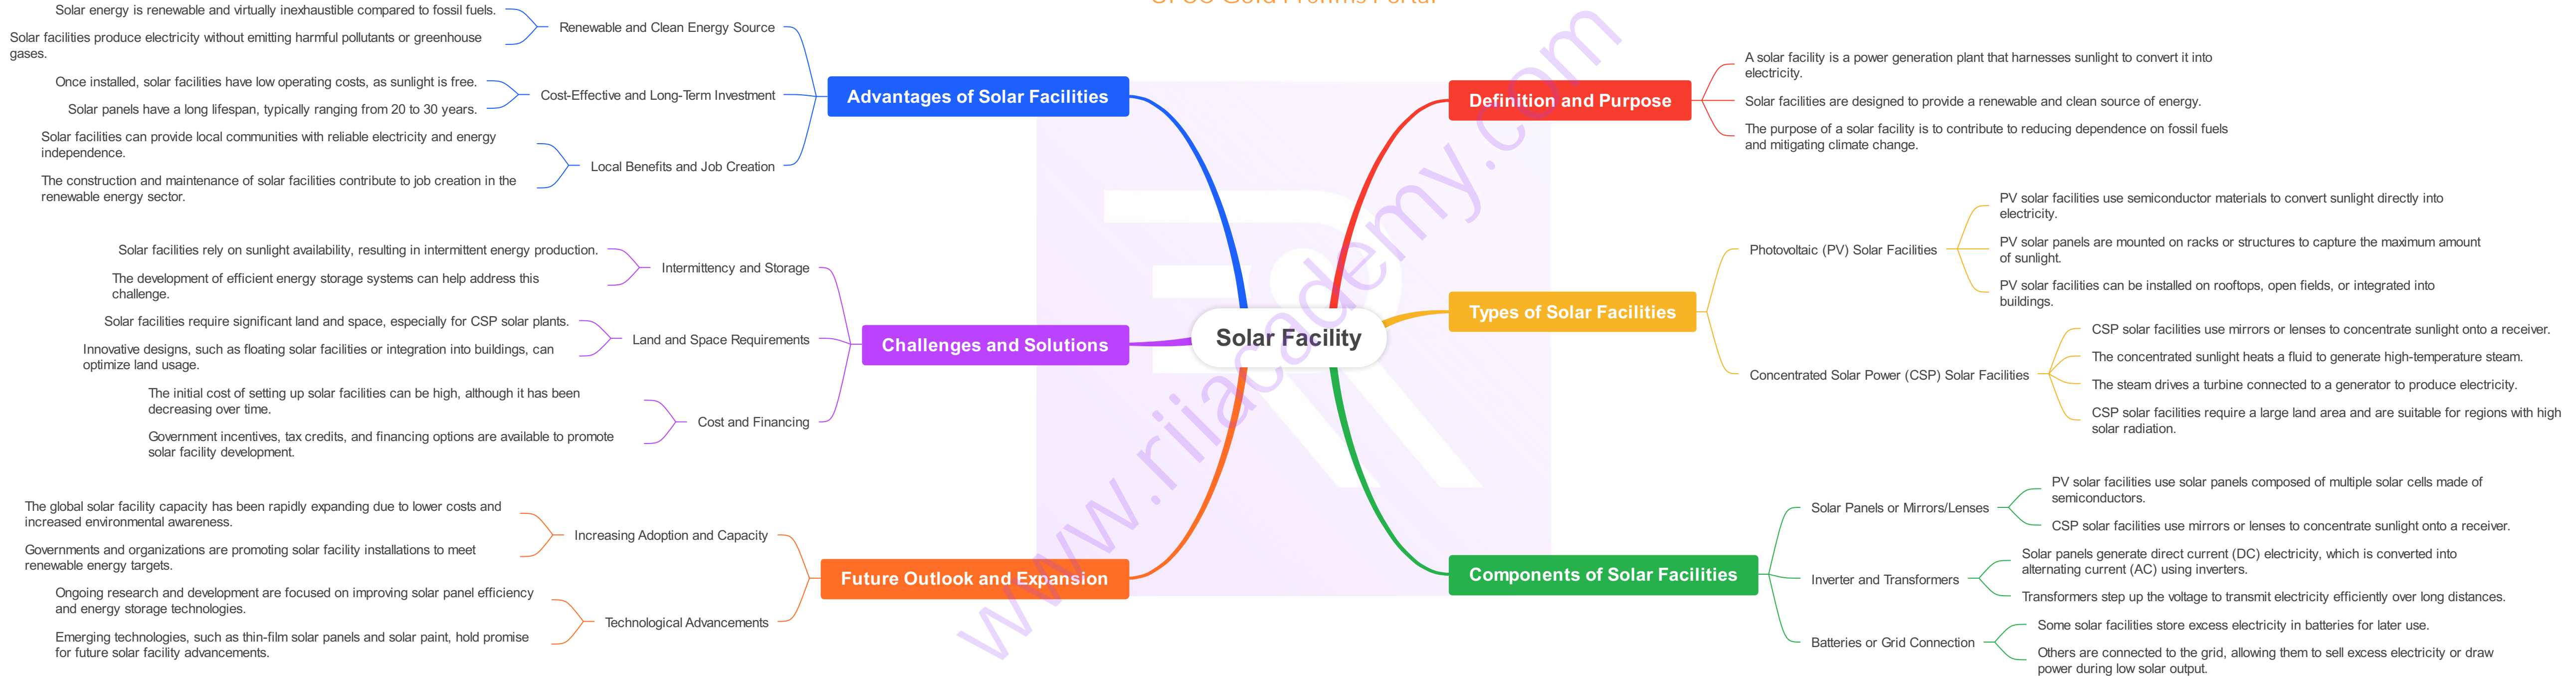 UPSC Gold Prelims Portal
Solar Facility
Definition and Purpose
A solar facility is a power generation plant that harnesses sunlight to convert it into
electricity.
Solar facilities are designed to provide a renewable and clean source of energy.
The purpose of a solar facility is to contribute to reducing dependence on fossil fuels
and mitigating climate change.
Types of Solar Facilities
Photovoltaic (PV) Solar Facilities
PV solar facilities use semiconductor materials to convert sunlight directly into
electricity.
PV solar panels are mounted on racks or structures to capture the maximum amount
of sunlight.
PV solar facilities can be installed on rooftops, open fields, or integrated into
buildings.
Concentrated Solar Power (CSP) Solar Facilities
CSP solar facilities use mirrors or lenses to concentrate sunlight onto a receiver.
The concentrated sunlight heats a fluid to generate high-temperature steam.
The steam drives a turbine connected to a generator to produce electricity.
CSP solar facilities require a large land area and are suitable for regions with high
solar radiation.
Components of Solar Facilities
Solar Panels or Mirrors/Lenses
PV solar facilities use solar panels composed of multiple solar cells made of
semiconductors.
CSP solar facilities use mirrors or lenses to concentrate sunlight onto a receiver.
Inverter and Transformers
Solar panels generate direct current (DC) electricity, which is converted into
alternating current (AC) using inverters.
Transformers step up the voltage to transmit electricity efficiently over long distances.
Batteries or Grid Connection
Some solar facilities store excess electricity in batteries for later use.
Others are connected to the grid, allowing them to sell excess electricity or draw
power during low solar output.
Advantages of Solar Facilities
Renewable and Clean Energy Source
Solar energy is renewable and virtually inexhaustible compared to fossil fuels.
Solar facilities produce electricity without emitting harmful pollutants or greenhouse
gases.
Cost-Effective and Long-Term Investment
Once installed, solar facilities have low operating costs, as sunlight is free.
Solar panels have a long lifespan, typically ranging from 20 to 30 years.
Local Benefits and Job Creation
Solar facilities can provide local communities with reliable electricity and energy
independence.
The construction and maintenance of solar facilities contribute to job creation in the
renewable energy sector.
Challenges and Solutions
Intermittency and Storage
Solar facilities rely on sunlight availability, resulting in intermittent energy production.
The development of efficient energy storage systems can help address this
challenge.
Land and Space Requirements
Solar facilities require significant land and space, especially for CSP solar plants.
Innovative designs, such as floating solar facilities or integration into buildings, can
optimize land usage.
Cost and Financing
The initial cost of setting up solar facilities can be high, although it has been
decreasing over time.
Government incentives, tax credits, and financing options are available to promote
solar facility development.
Future Outlook and Expansion
Increasing Adoption and Capacity
The global solar facility capacity has been rapidly expanding due to lower costs and
increased environmental awareness.
Governments and organizations are promoting solar facility installations to meet
renewable energy targets.
Technological Advancements
Ongoing research and development are focused on improving solar panel efficiency
and energy storage technologies.
Emerging technologies, such as thin-film solar panels and solar paint, hold promise
for future solar facility advancements.